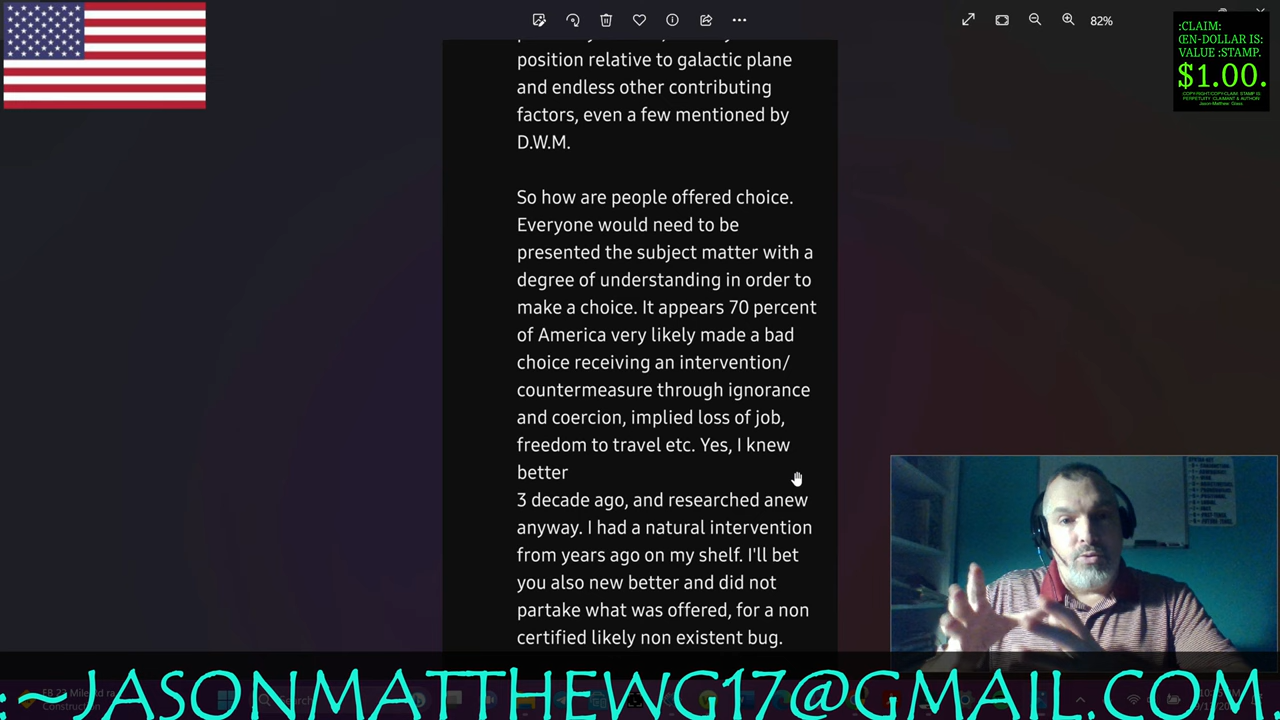 82%
:CLAIM:
ŒN-DOLLAR IS:
VALUE :STAMP.
$1.00.
position relative to galactic plane
and endless other contributing
factors, even a few mentioned by
D.W.M.
So how are people offered choice.
Everyone would need to be
presented the subject matter with a
degree of understanding in order to
make a choice. It appears 70 percent
of America very likely made a bad
choice receiving an intervention/
countermeasure through ignorance
and coercion, implied loss of job,
freedom to travel etc. Yes, I knew
better
3 decade ago, and researched anew
anyway. I had a natural intervention
from years ago on my shelf. I'll bet
you also new better and did not
partake what was offered, for a non
certified likely non existent bug.
:~JASONMATTHEWG17@GMAIL.COM.